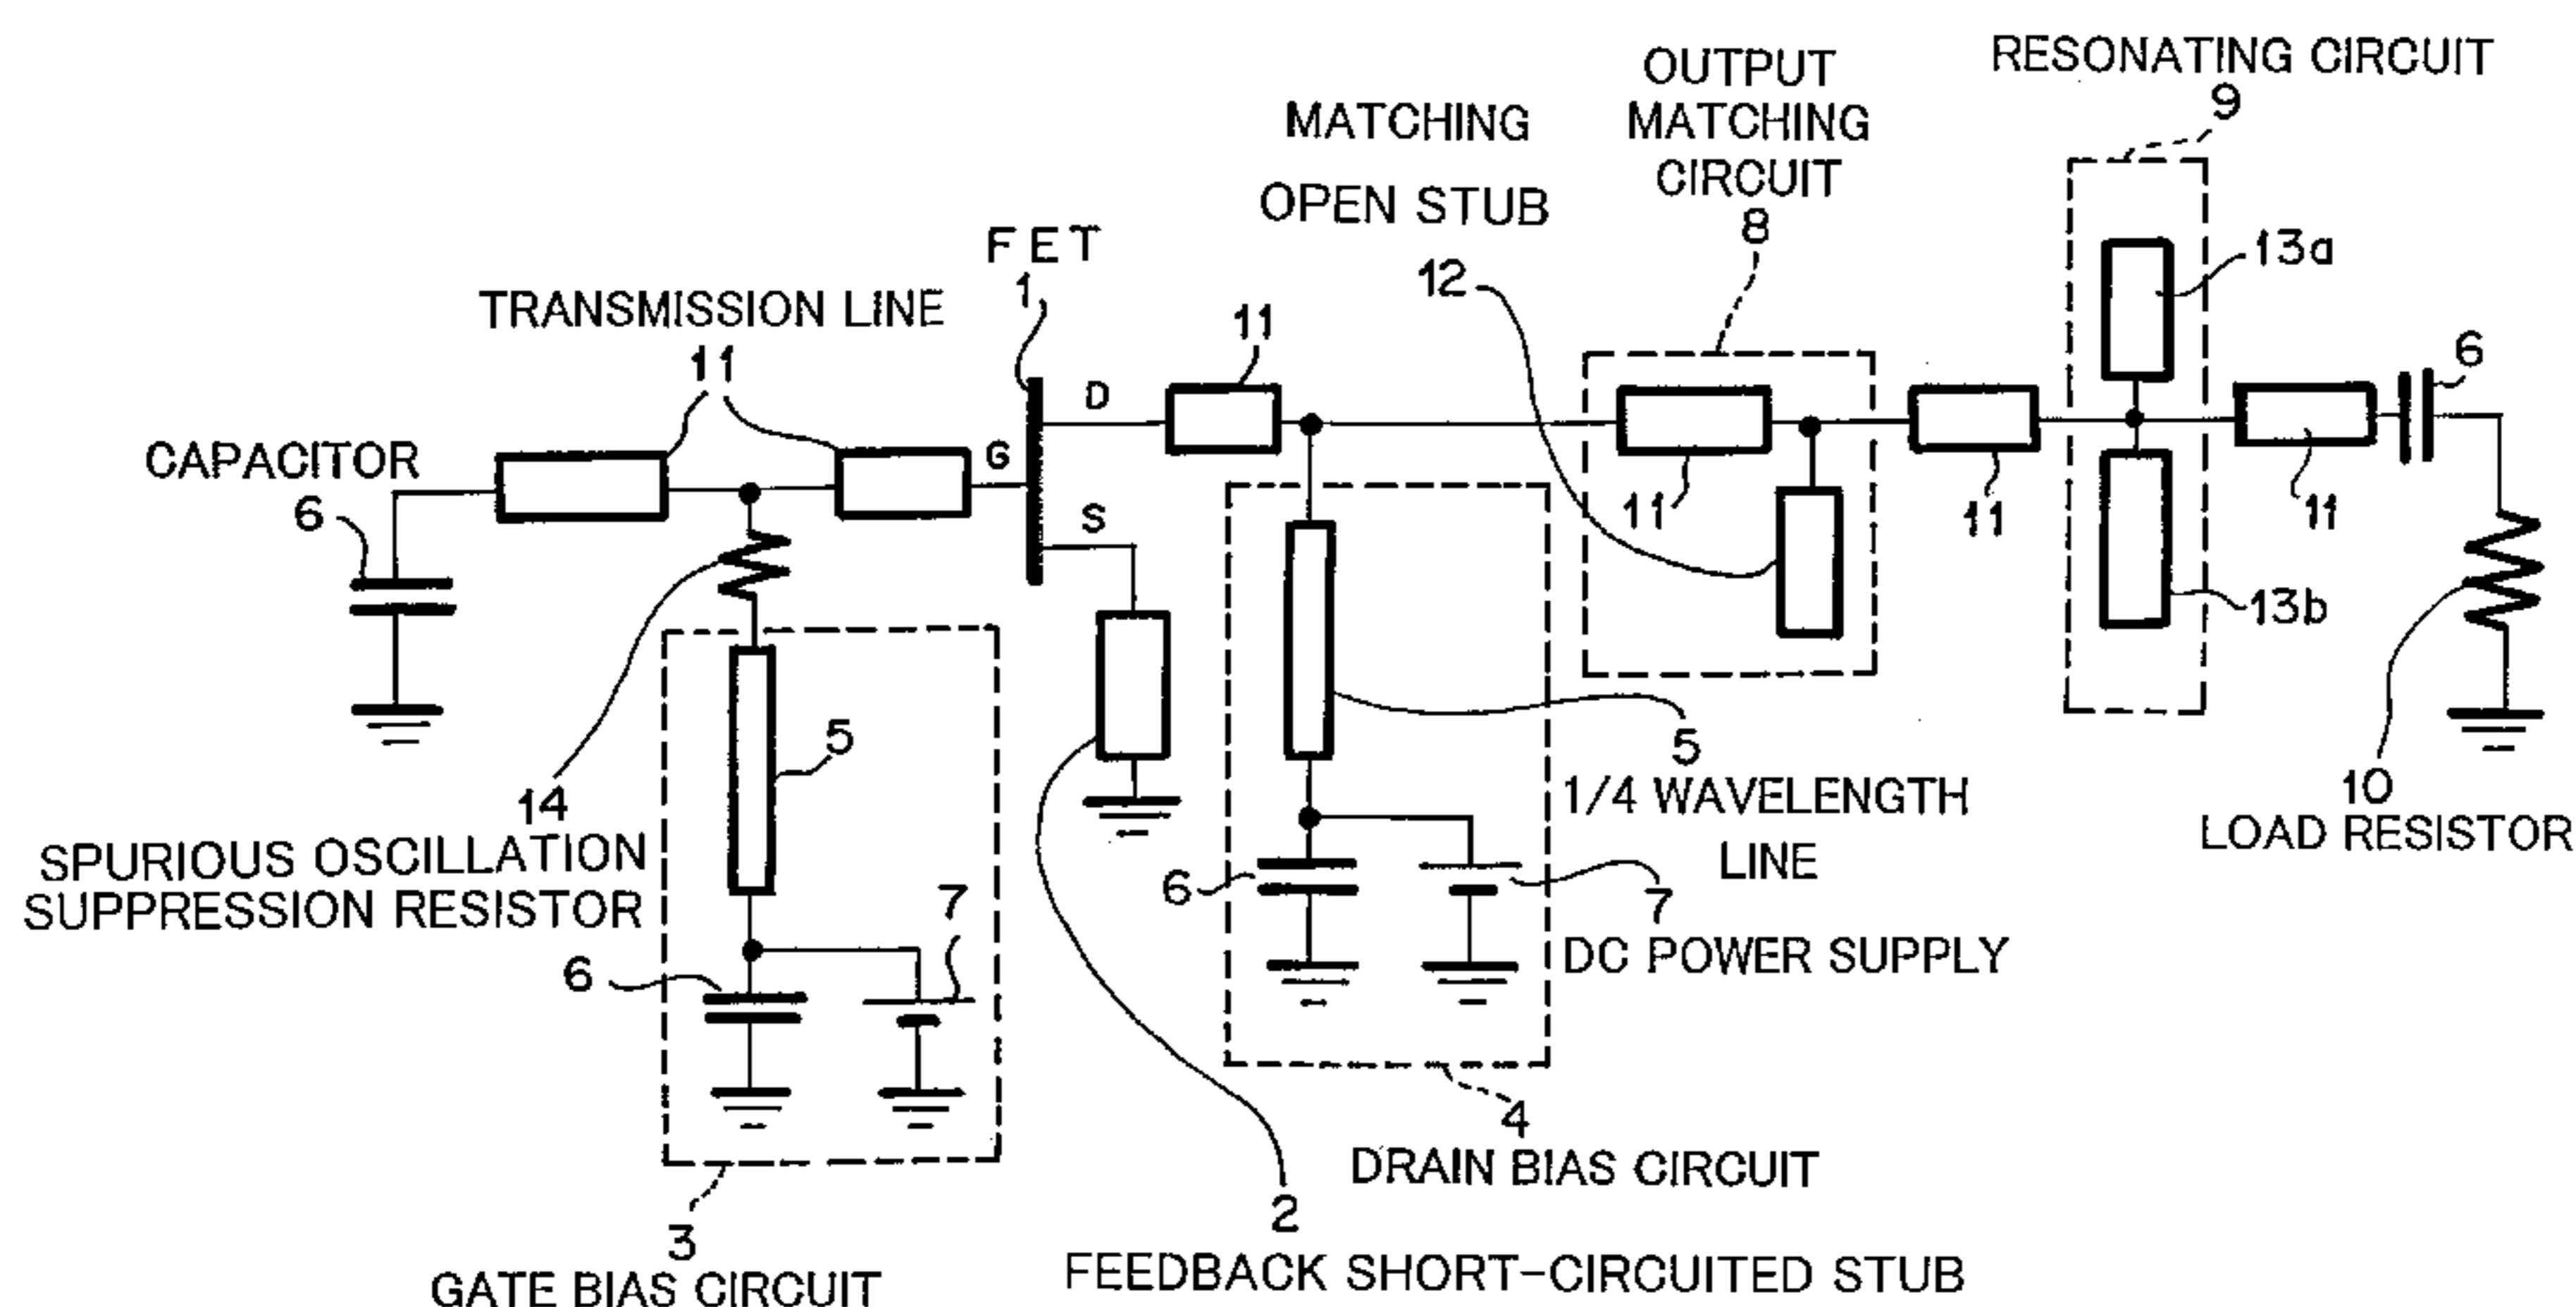 RESONATING CIRCUIT
9
OUTPUT
MATCHING
CIRCUIT
8
MATCHING
OPEN STUB
12
13a
FET
1
TRANSMISSION LINE
11
11
D
G
S
CAPACITOR
6
11
11
11
6
13b
5
14
SPURIOUS OSCILLATION
SUPPRESSION RESISTOR
5
1/4 WAVELENGTH
LINE
10
LOAD RESISTOR
6
7
6
7
DC POWER SUPPLY
4
DRAIN BIAS CIRCUIT
3
GATE BIAS CIRCUIT
2
FEEDBACK SHORT-CIRCUITED STUB